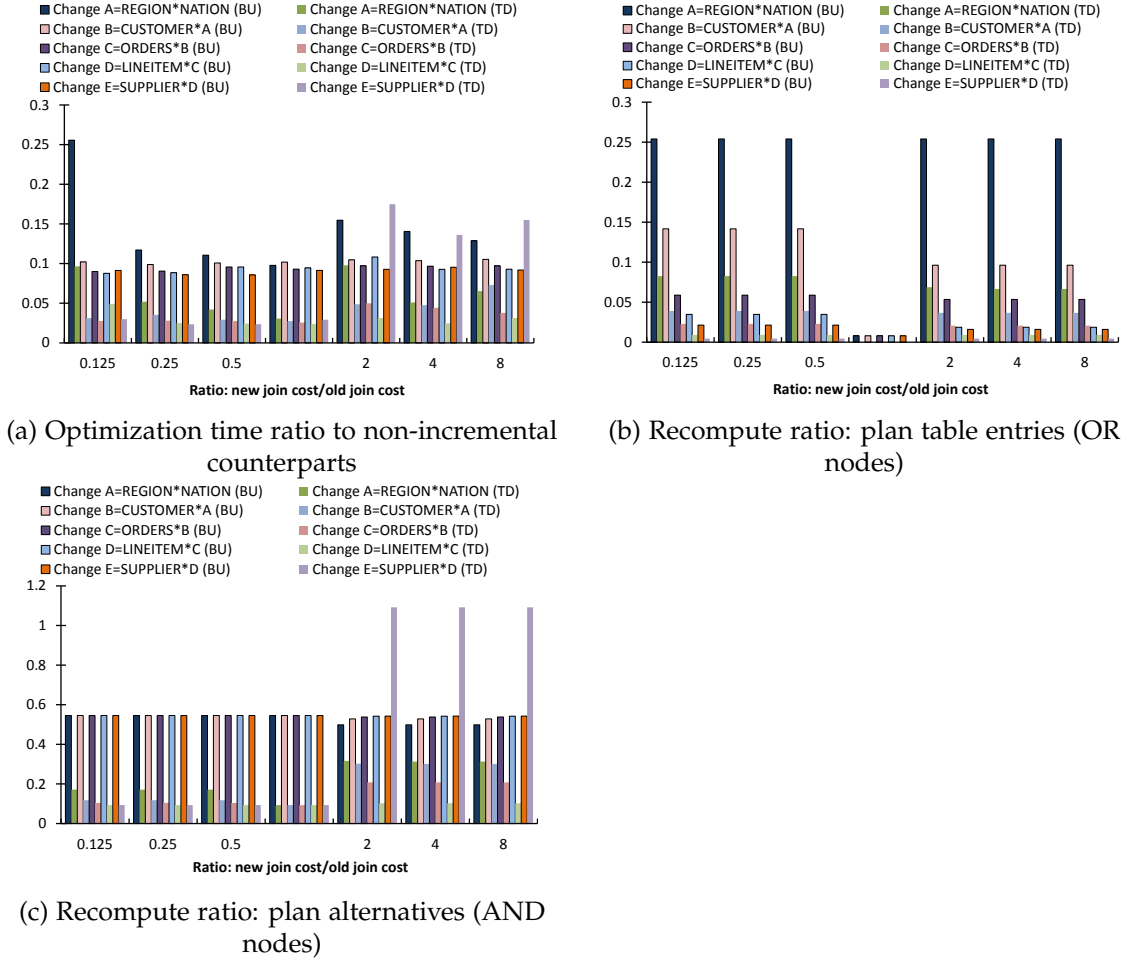 Change A=REGION*NATION (BU)
Change A=REGION*NATION (TD)
Change B=CUSTOMER*A (BU)
Change B=CUSTOMER*A (TD)
Change C=ORDERS*B (BU)
Change C=ORDERS*B (TD)
Change D=LINEITEM*C (BU)
Change D=LINEITEM*C (TD)
Change E=SUPPLIER*D (BU)
Change E=SUPPLIER*D (TD)
0.3
0.25
0.2
0.15
0.1
0.05
0
0.125 0.25 0.5 2 4 8
Ratio: new join cost/old join cost
(a) Optimization time ratio to non-incremental
counterparts
Change A=REGION*NATION (BU)
Change A=REGION*NATION (TD)
Change B=CUSTOMER*A (BU)
Change B=CUSTOMER*A (TD)
Change C=ORDERS*B (BU)
Change C=ORDERS*B (TD)
Change D=LINEITEM*C (BU)
Change D=LINEITEM*C (TD)
Change E=SUPPLIER*D (BU)
Change E=SUPPLIER*D (TD)
0.3
0.25
0.2
0.15
0.1
0.05
0
0.125 0.25 0.5 2 4 8
Ratio: new join cost/old join cost
(b) Recompute ratio: plan table entries (OR
nodes)
Change A=REGION*NATION (BU)
Change A=REGION*NATION (TD)
Change B=CUSTOMER*A (BU)
Change B=CUSTOMER*A (TD)
Change C=ORDERS*B (BU)
Change C=ORDERS*B (TD)
Change D=LINEITEM*C (BU)
Change D=LINEITEM*C (TD)
Change E=SUPPLIER*D (BU)
Change E=SUPPLIER*D (TD)
1.2
1
0.8
0.6
0.4
0.2
0
0.125 0.25 0.5 2 4 8
Ratio: new join cost/old join cost
(c) Recompute ratio: plan alternatives (AND
nodes)